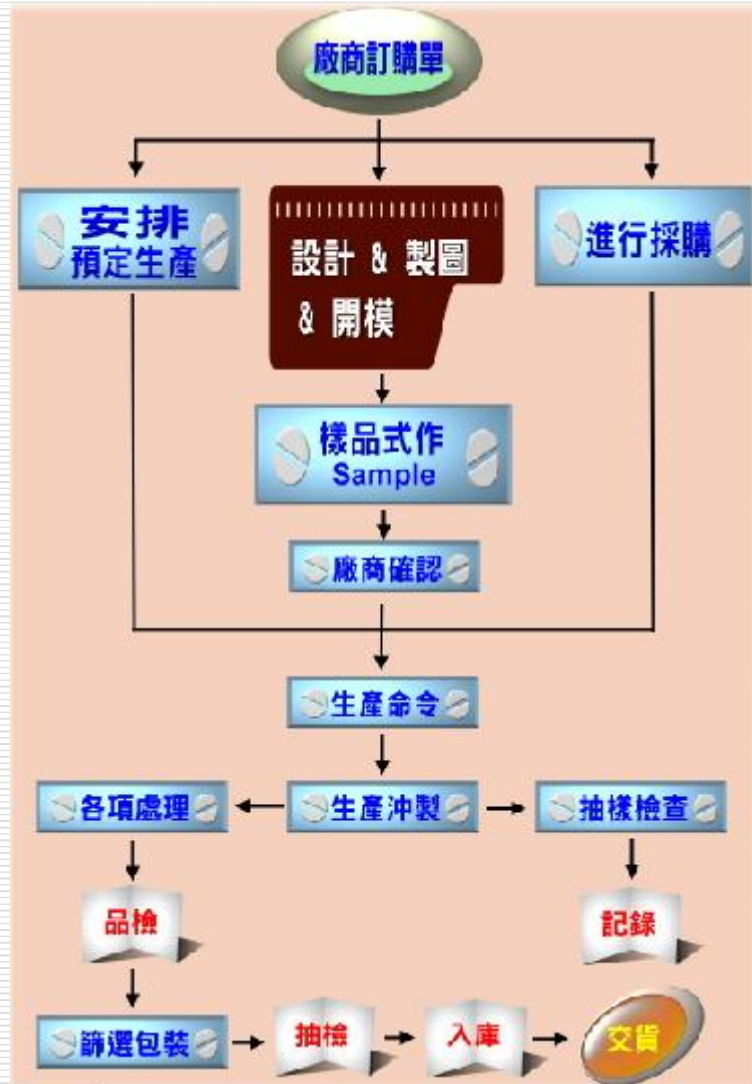 廠商訂購單
安排
預定生產
設計 & 製圖
& 開模
進行採購
樣品式作
Sample
廠商確認
生產命令
各項處理
生產沖製
抽樣檢查
品檢
記錄
篩選包裝
抽檢
入庫
交貨